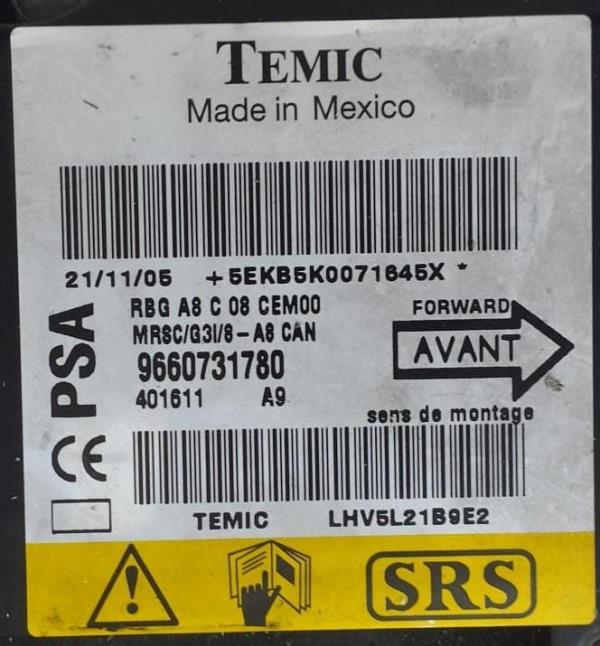 TEMIC
Made in Mexico
21/11/05 +5EKB5K0071645X *
RBG A8 C 08 CEM00
MRSC/G3I/8-A8 CAN
9660731780
401611 A9
PSA
CE
FORWARD
AVANT
sens de montage
TEMIC LHV5L21B9E2
SRS